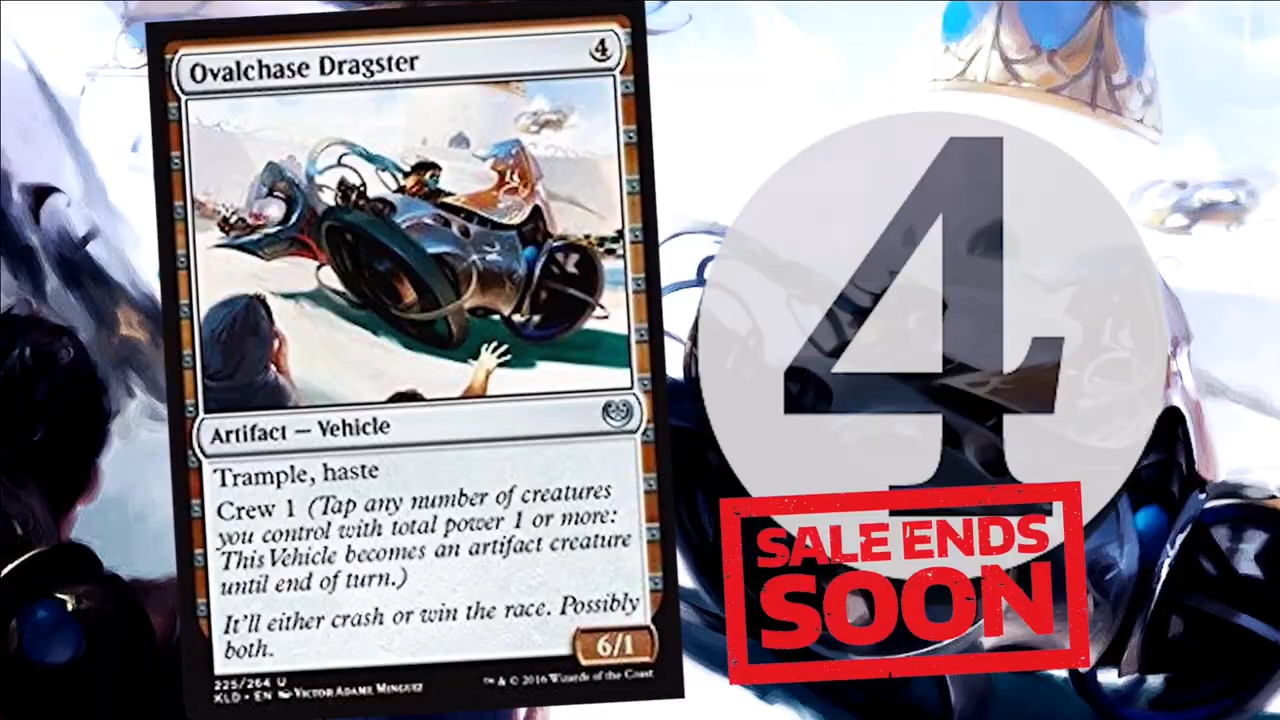 Ovalchase Dragster
4
Artifact — Vehicle
Trample, haste
Crew 1 (Tap any number of creatures
you control with total power 1 or more:
This Vehicle becomes an artifact creature
until end of turn.)
It'll either crash or win the race. Possibly
both.
6/1
225/264 U
KLD • EN Victor Adame Minguez
™ & © 2016 Wizards of the Coast
4
SALE ENDS
SOON